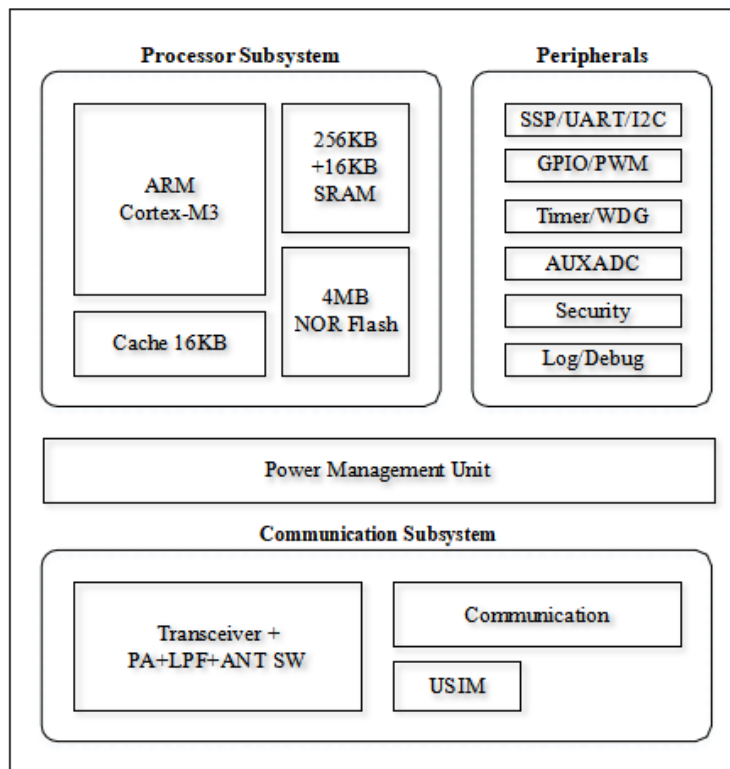 Processor Subsystem
ARM
Cortex-M3
256KB
+16KB
SRAM
Cache 16KB
4MB
NOR Flash
Peripherals
SSP/UART/I2C
GPIO/PWM
Timer/WDG
AUXADC
Security
Log/Debug
Power Management Unit
Communication Subsystem
Transceiver +
PA+LPF+ANT SW
Communication
USIM